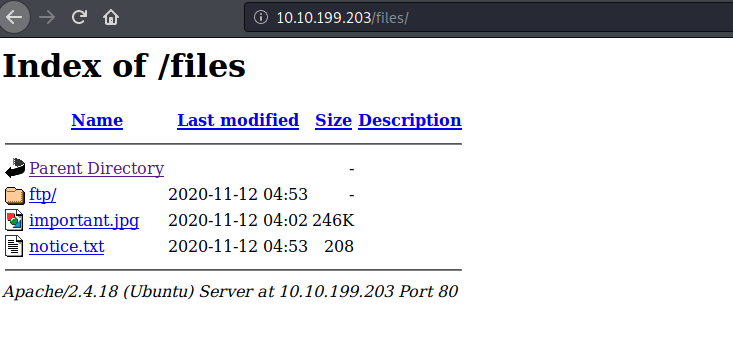 10.10.199.203/files/
Index of /files
Name Last modified Size Description
Parent Directory -
ftp/ 2020-11-12 04:53 -
important.jpg 2020-11-12 04:02 246K
notice.txt 2020-11-12 04:53 208
Apache/2.4.18 (Ubuntu) Server at 10.10.199.203 Port 80